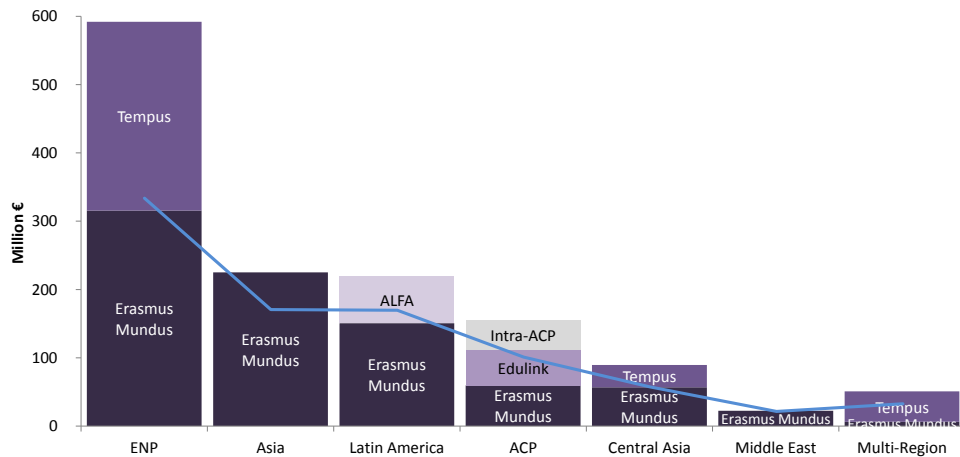 600
500
400
300
200
100
0
Million €
Tempus
Erasmus
Mundus
Erasmus
Mundus
ALFA
Erasmus
Mundus
Intra-ACP
Edulink
Erasmus
Mundus
Tempus
Erasmus
Mundus
Erasmus Mundus
Tempus
Erasmus Mundus
ENP
Asia
Latin America
ACP
Central Asia
Middle East
Multi-Region